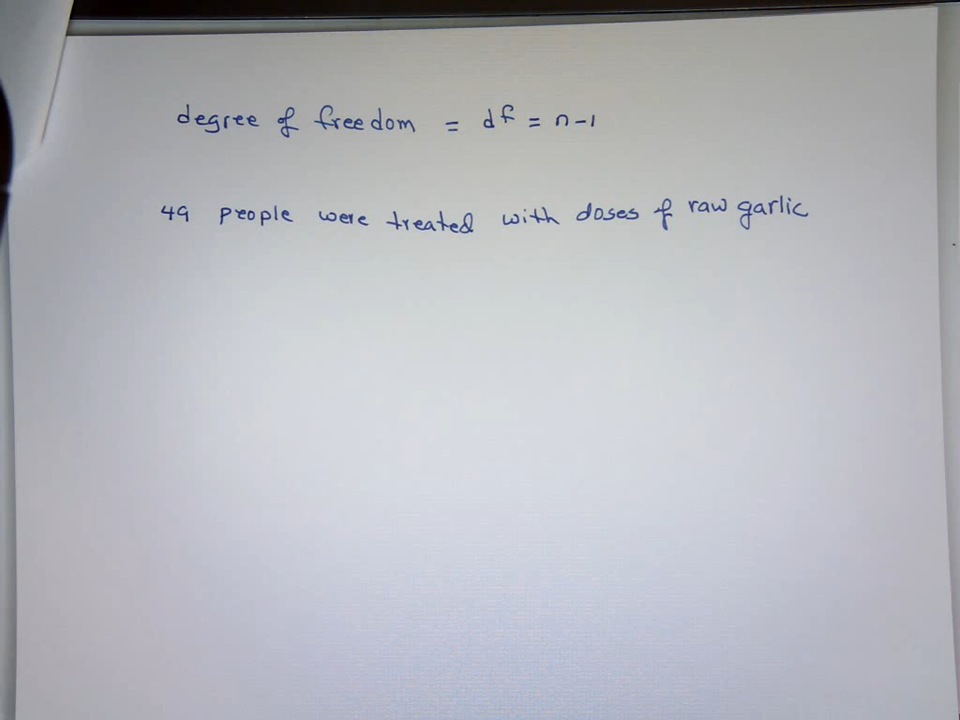 degree of freedom = df = n-1
49 people were treated with doses of raw garlic